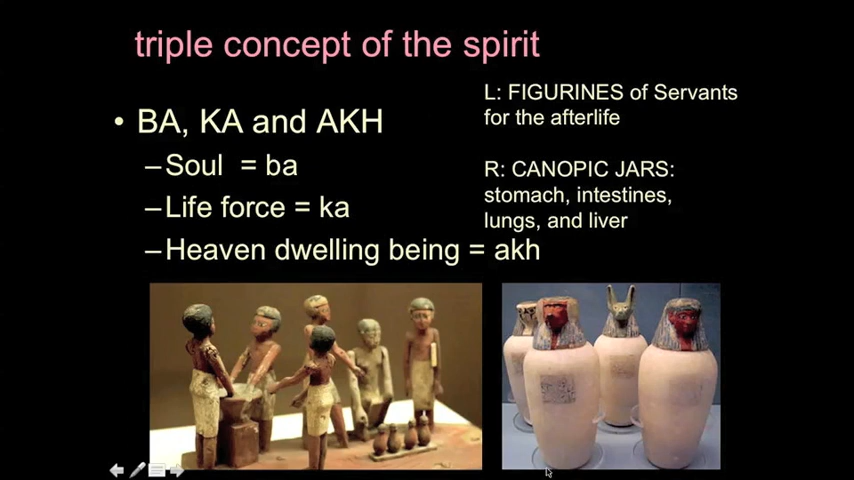 triple concept of the spirit
• BA, KA and AKH
–Soul = ba
–Life force = ka
–Heaven dwelling being = akh
L: FIGURINES of Servants
for the afterlife
R: CANOPIC JARS:
stomach, intestines,
lungs, and liver